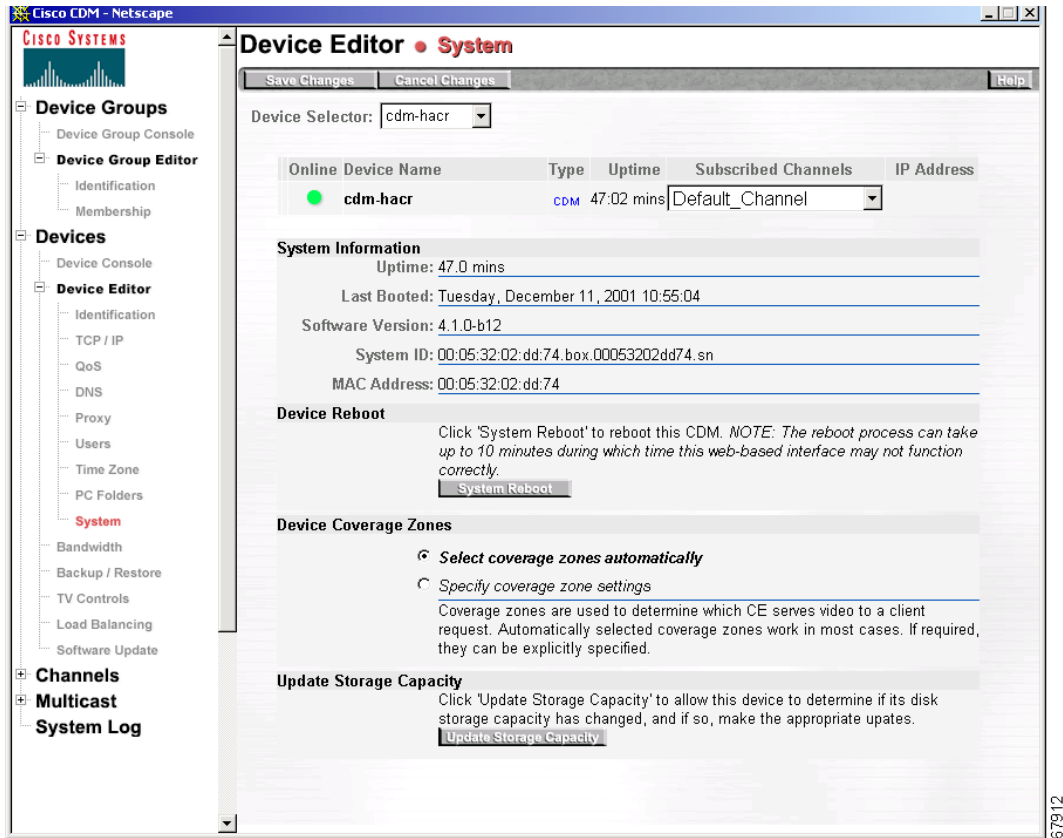 Cisco CDM - Netscape
CISCO SYSTEMS
Device Groups
Device Group Console
Device Group Editor
Identification
Membership
Devices
Device Console
Device Editor
Identification
TCP / IP
QoS
DNS
Proxy
Users
Time Zone
PC Folders
System
Bandwidth
Backup / Restore
TV Controls
Load Balancing
Software Update
Channels
Multicast
System Log
Device Editor • System
Save Changes Cancel Changes Help
Device Selector: cdm-hacr
Online Device Name Type Uptime Subscribed Channels IP Address
cdm-hacr CDM 47:02 mins Default_Channel
System Information
Uptime: 47.0 mins
Last Booted: Tuesday, December 11, 2001 10:55:04
Software Version: 4.1.0-b12
System ID: 00:05:32:02:dd:74.box.00053202dd74.sn
MAC Address: 00:05:32:02:dd:74
Device Reboot
Click 'System Reboot' to reboot this CDM. NOTE: The reboot process can take
up to 10 minutes during which time this web-based interface may not function
correctly.
System Reboot
Device Coverage Zones
Select coverage zones automatically
Specify coverage zone settings
Coverage zones are used to determine which CE serves video to a client
request. Automatically selected coverage zones work in most cases. If required,
they can be explicitly specified.
Update Storage Capacity
Click 'Update Storage Capacity' to allow this device to determine if its disk
storage capacity has changed, and if so, make the appropriate upates.
Update Storage Capacity
67912